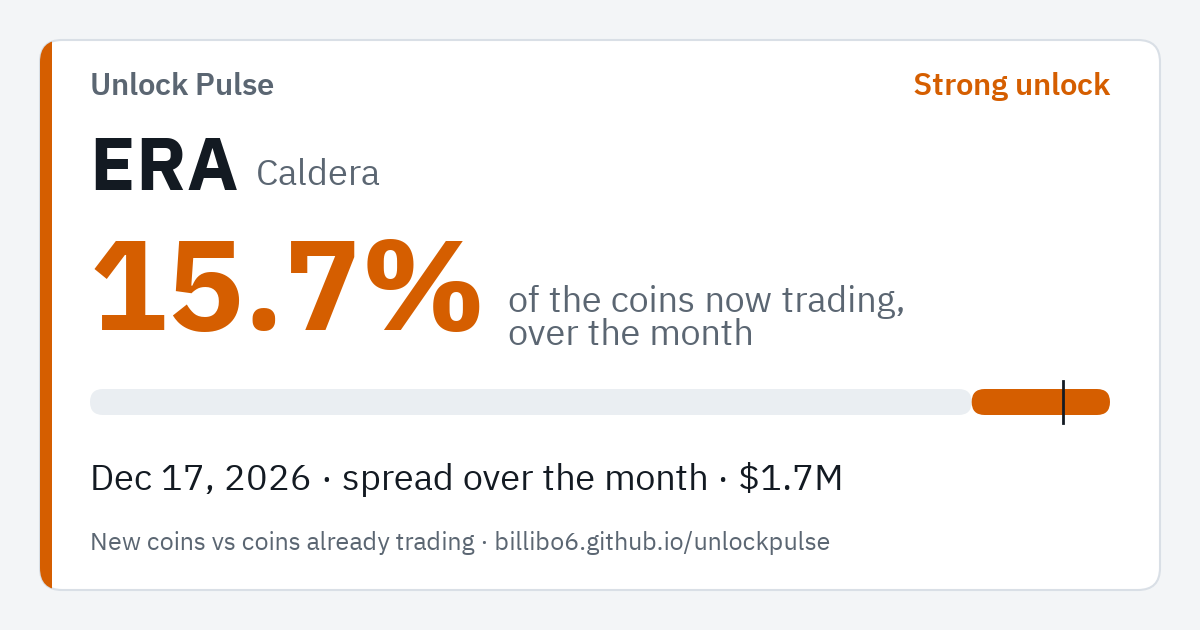 Unlock Pulse
Strong unlock
ERA Caldera
15.7% of the coins now trading,
over the month
Dec 17, 2026 · spread over the month · $1.7M
New coins vs coins already trading · billibo6.github.io/unlockpulse